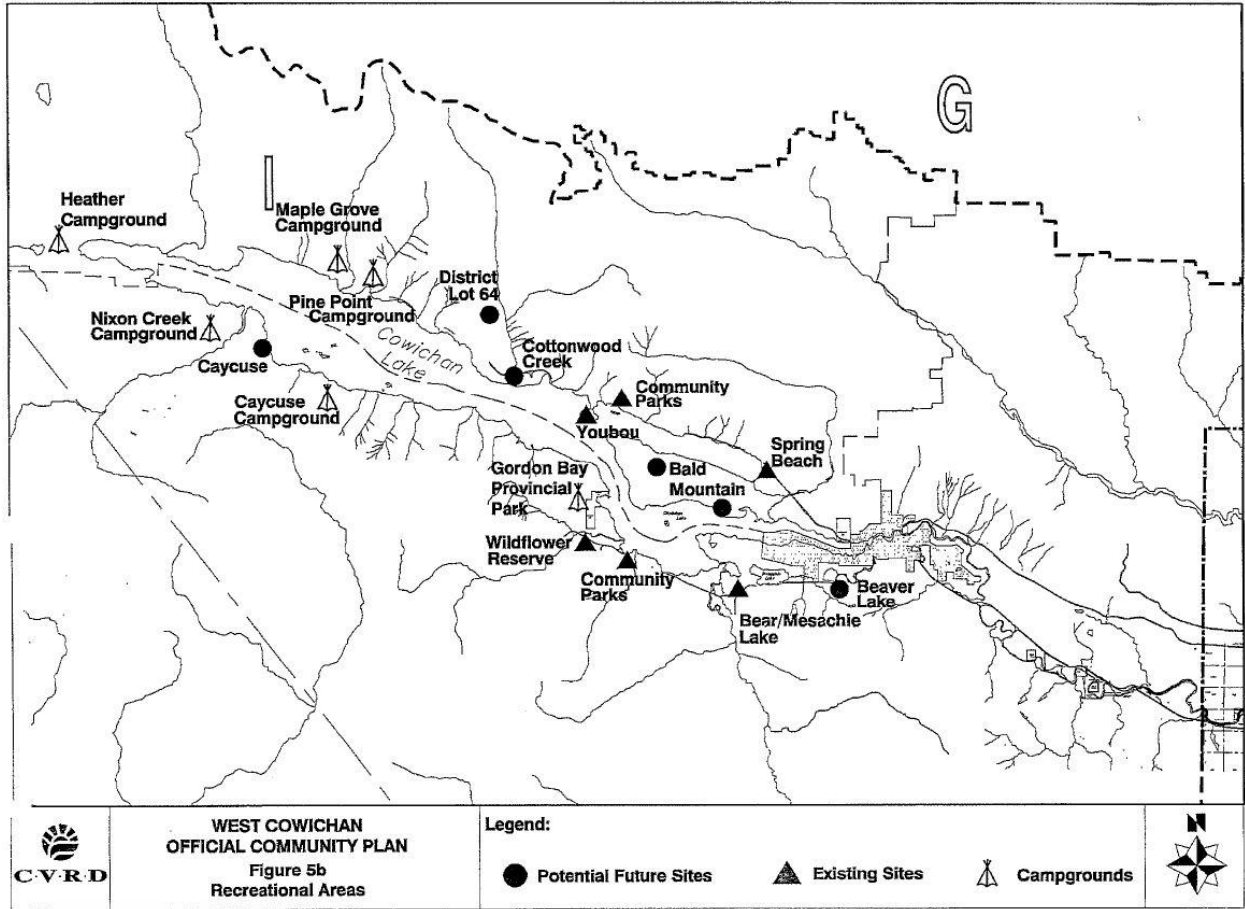 G
I
Heather
Campground
Maple Grove
Campground
District
Lot 64
Pine Point
Campground
Nixon Creek
Campground
Cowichan
Lake
Caycuse
Cottonwood
Creek
Caycuse
Campground
Community
Parks
Youbou
Spring
Beach
Bald
Mountain
Gordon Bay
Provincial
Park
Wildflower
Reserve
Community
Parks
Beaver
Lake
Bear/Mesachie
Lake
C·V·R·D
WEST COWICHAN
OFFICIAL COMMUNITY PLAN
Figure 5b
Recreational Areas
Legend:
Potential Future Sites
Existing Sites
Campgrounds
N